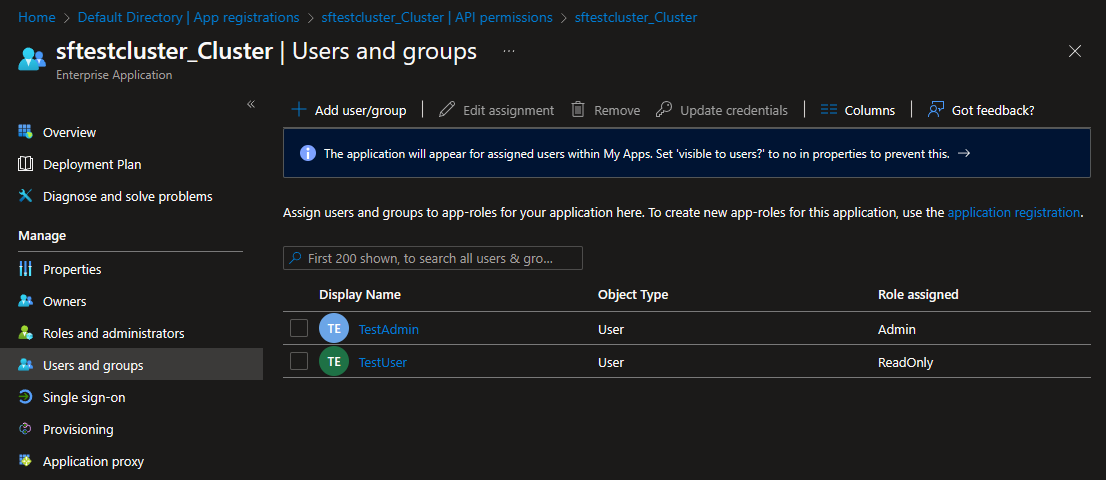 Home > Default Directory | App registrations > sftestcluster_Cluster | API permissions > sftestcluster_Cluster
sftestcluster_Cluster | Users and groups ...
Enterprise Application
Overview
Deployment Plan
Diagnose and solve problems
Manage
Properties
Owners
Roles and administrators
Users and groups
Single sign-on
Provisioning
Application proxy
Add user/group | Edit assignment Remove Update credentials | Columns | Got feedback?
The application will appear for assigned users within My Apps. Set 'visible to users?' to no in properties to prevent this. →
Assign users and groups to app-roles for your application here. To create new app-roles for this application, use the application registration.
First 200 shown, to search all users & gro...
Display Name Object Type Role assigned
TE TestAdmin User Admin
TE TestUser User ReadOnly